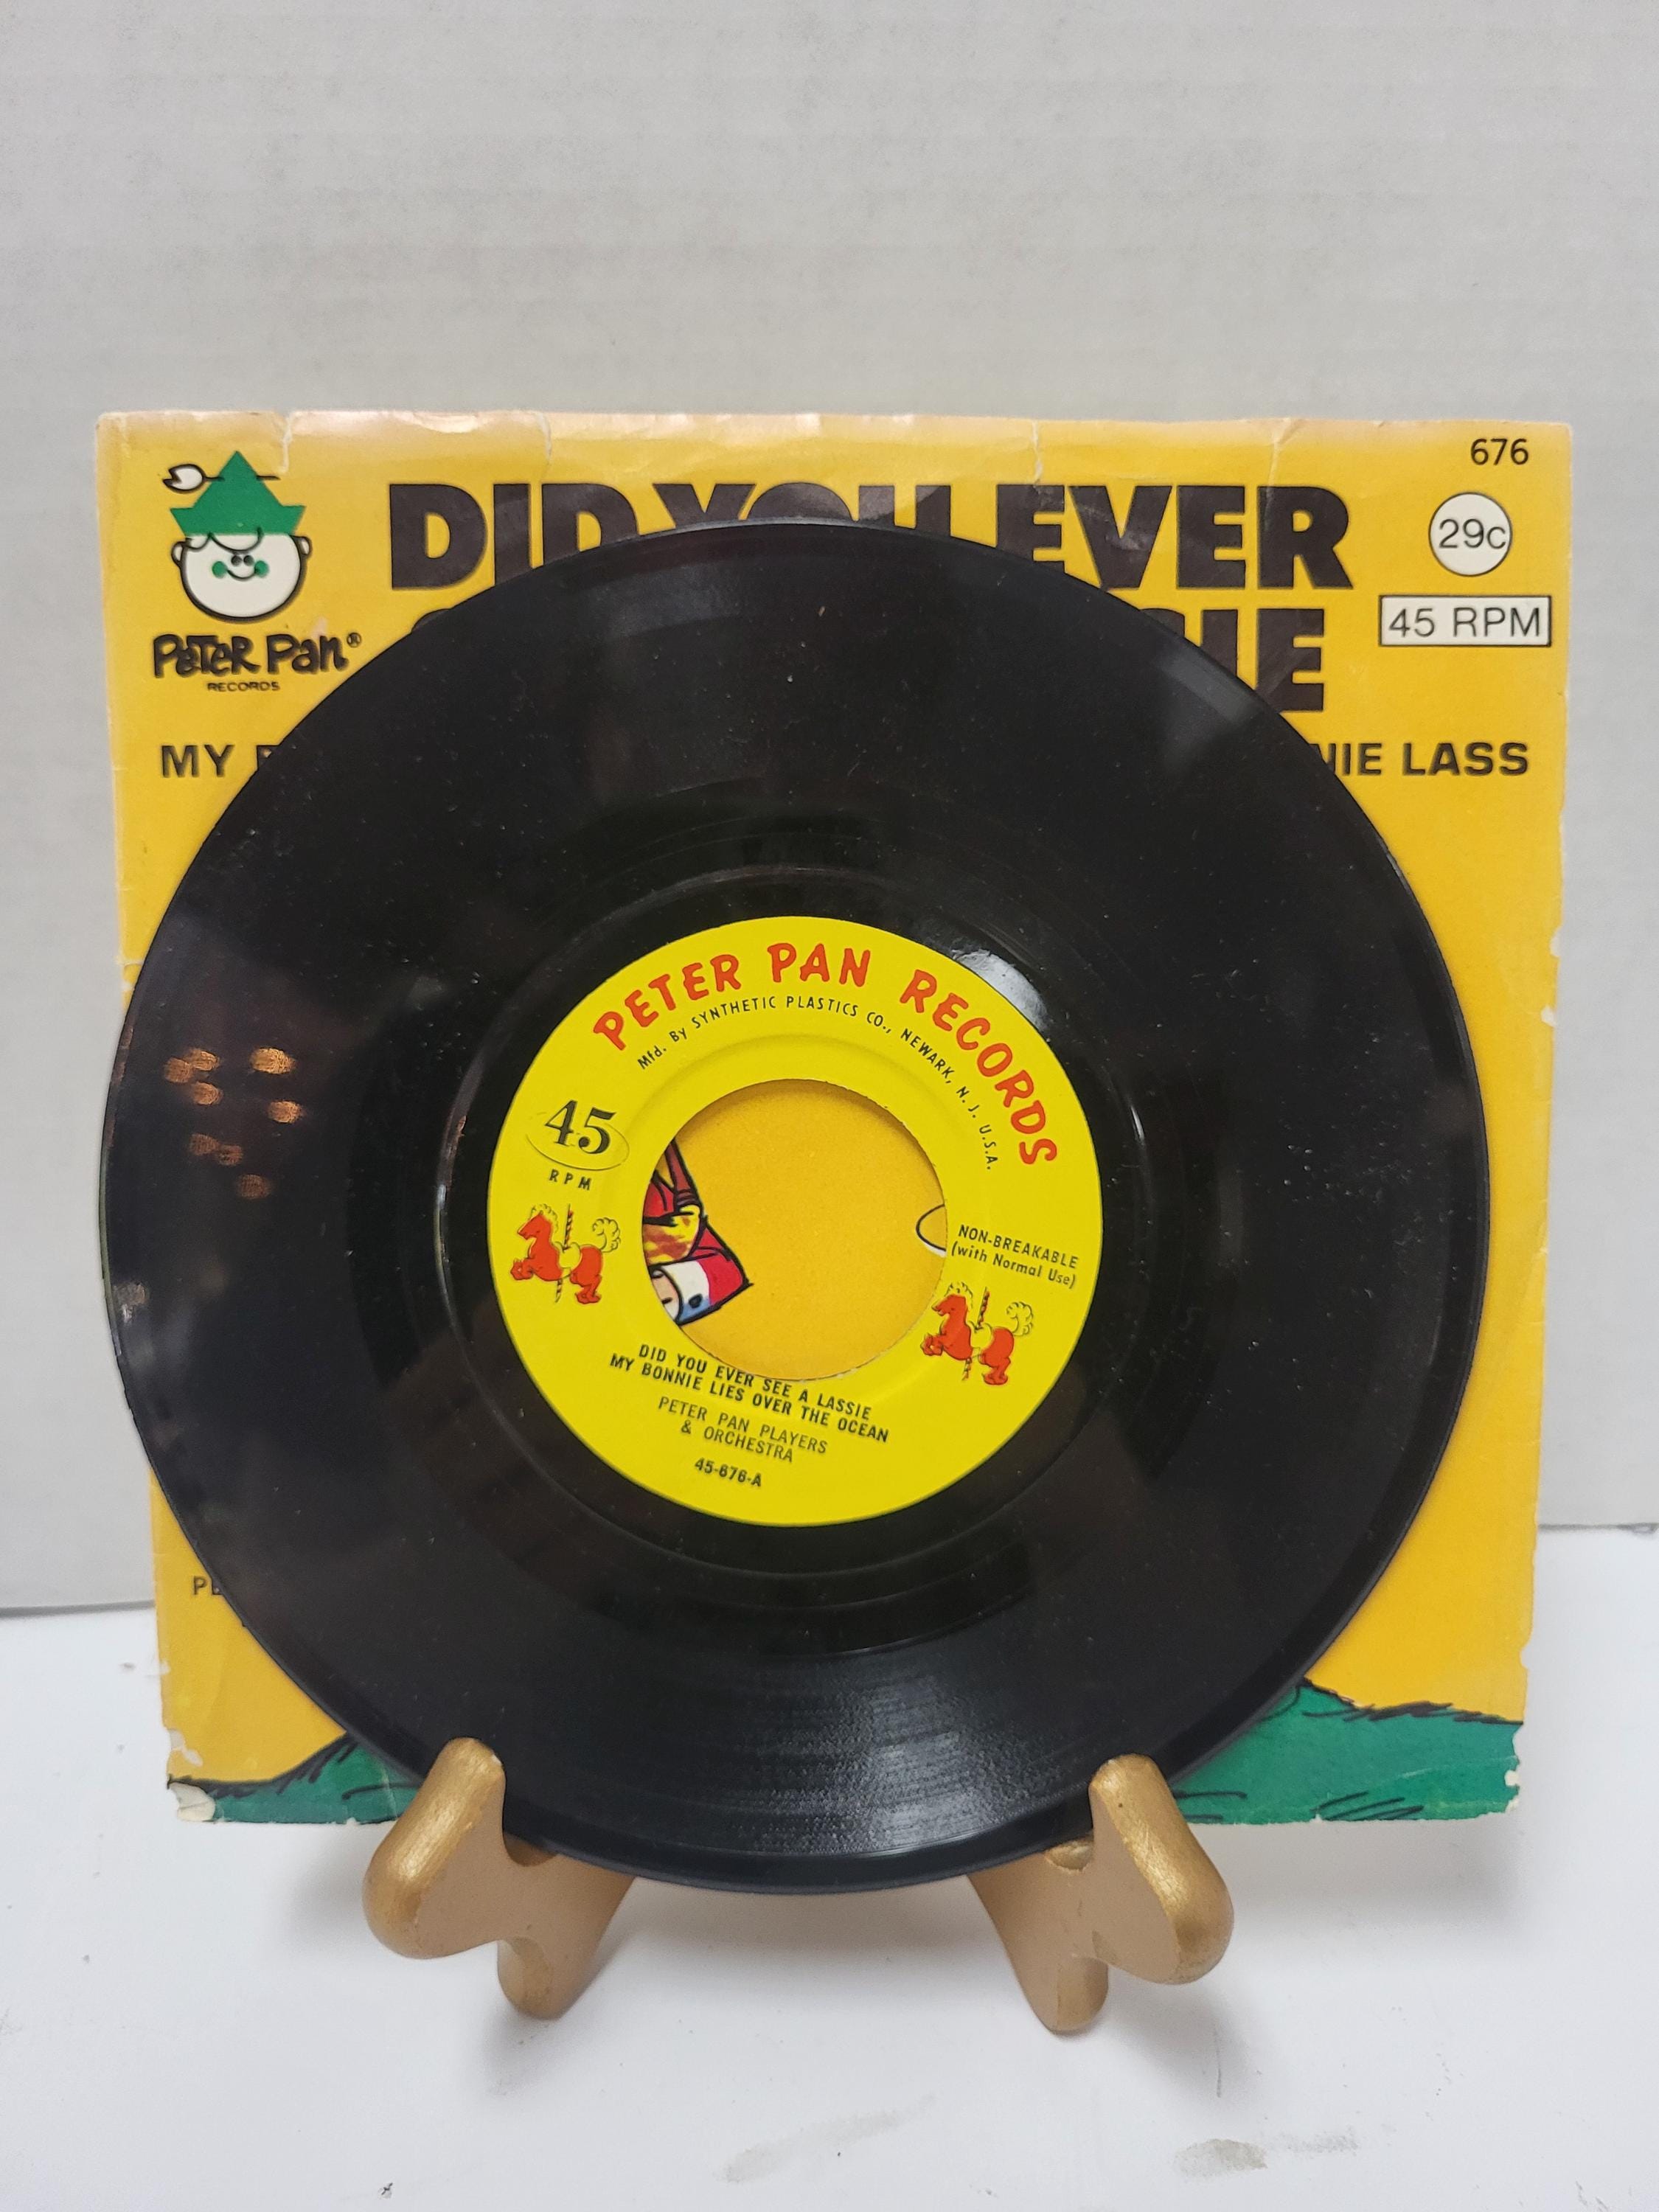 676
DID YOU EVER
29c
45 RPM
PETER PAN®
RECORDS
MY
LASS
PETER PAN RECORDS
Mfd. By SYNTHETIC PLASTICS CO., NEWARK, N. J. U.S.A.
45
RPM
NON-BREAKABLE
(with Normal Use)
DID YOU EVER SEE A LASSIE
MY BONNIE LIES OVER THE OCEAN
PETER PAN PLAYERS
& ORCHESTRA
45-676-A